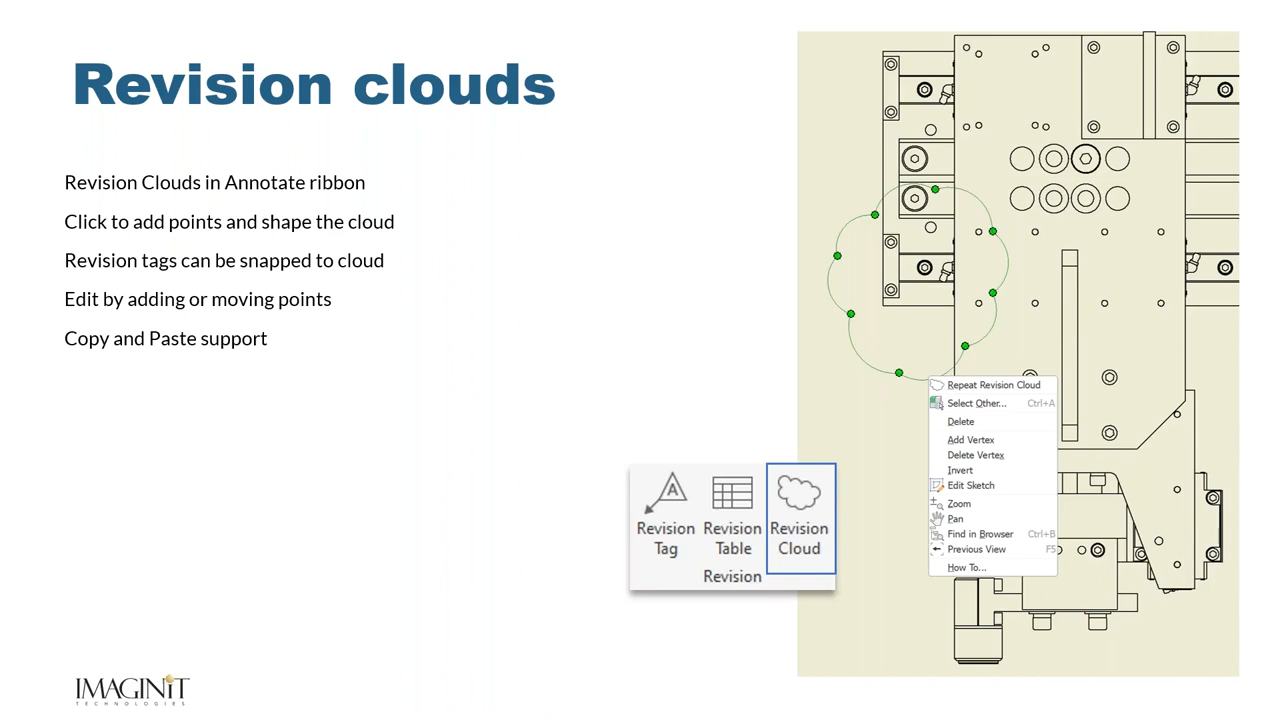 Revision clouds
Revision Clouds in Annotate ribbon
Click to add points and shape the cloud
Revision tags can be snapped to cloud
Edit by adding or moving points
Copy and Paste support
Repeat Revision Cloud
Select Other... Ctrl+A
Delete
Add Vertex
Delete Vertex
Invert
Edit Sketch
Zoom
Pan
Find in Browser Ctrl+B
Previous View F5
How To...
A
Revision Tag
Revision Table
Revision Cloud
Revision
IMAGINiT
TECHNOLOGIES